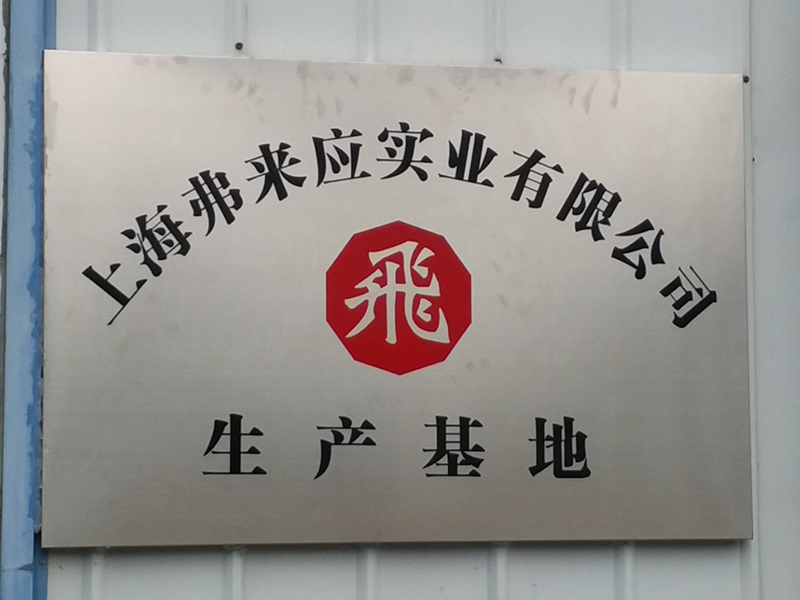 上海弗来应实业有限公司
飛
生产基地